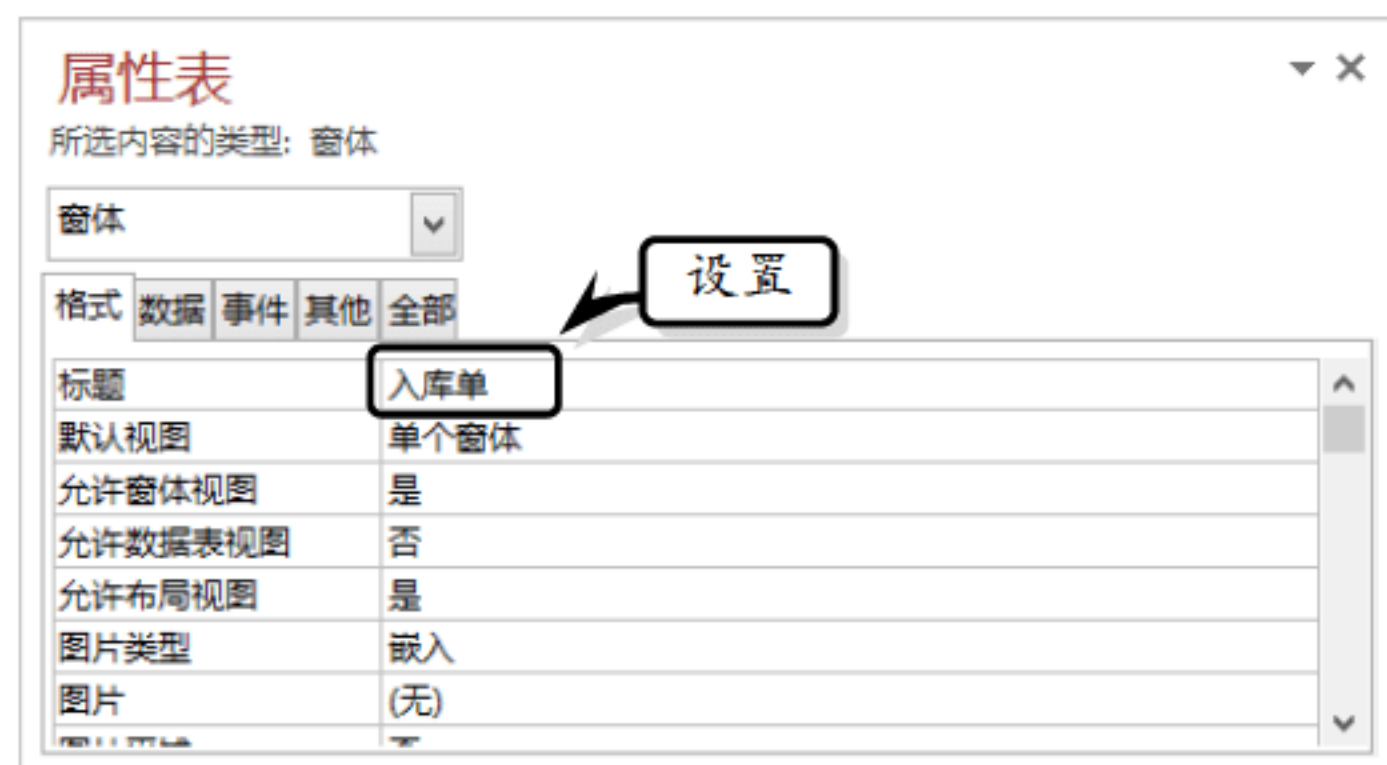 属性表
所选内容的类型: 窗体
窗体
设置
格式 数据 事件 其他 全部
标题 入库单
默认视图 单个窗体
允许窗体视图 是
允许数据表视图 否
允许布局视图 是
图片类型 嵌入
图片 (无)